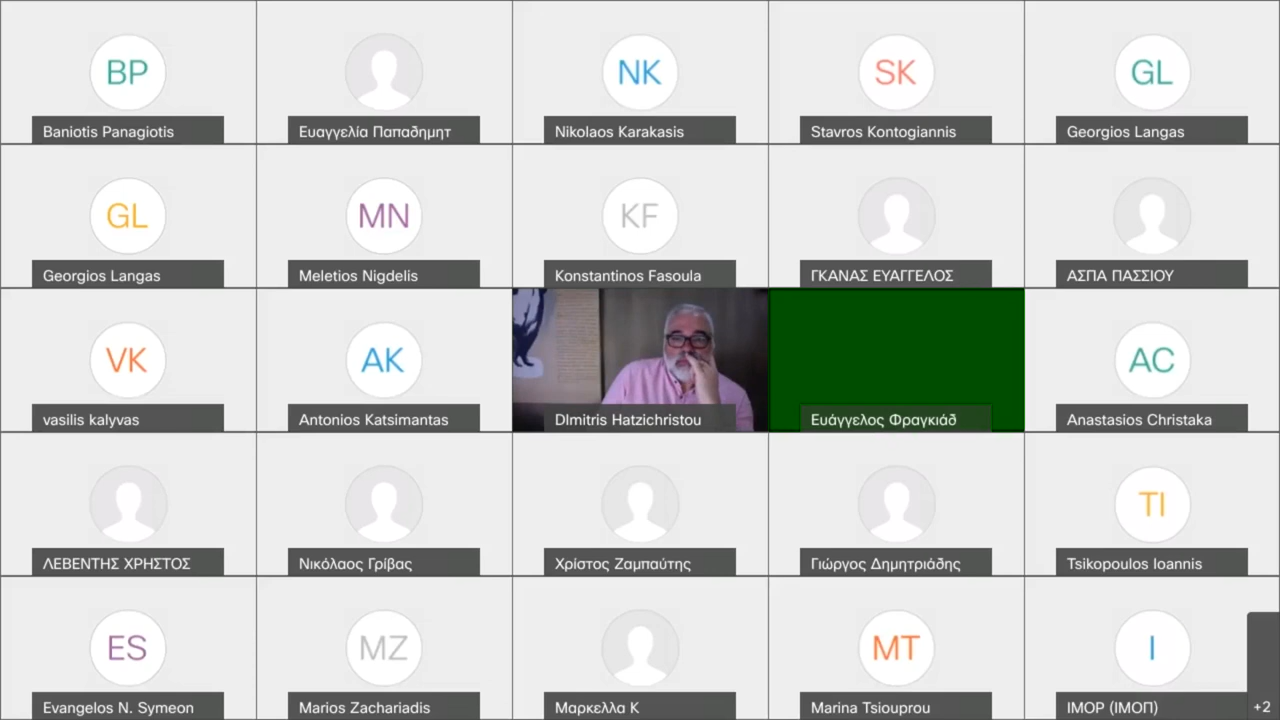 BP
Baniotis Panagiotis
Ευαγγελία Παπαδημητ
NK
Nikolaos Karakasis
SK
Stavros Kontogiannis
GL
Georgios Langas
GL
Georgios Langas
MN
Meletios Nigdelis
KF
Konstantinos Fasoula
ΓΚΑΝΑΣ ΕΥΑΓΓΕΛΟΣ
ΑΣΠΑ ΠΑΣΣΙΟΥ
VK
vasilis kalyvas
AK
Antonios Katsimantas
DImitris Hatzichristou
Ευάγγελος Φραγκιάδ
AC
Anastasios Christaka
ΛΕΒΕΝΤΗΣ ΧΡΗΣΤΟΣ
Νικόλαος Γρίβας
Χρίστος Ζαμπαύτης
Γιώργος Δημητριάδης
TI
Tsikopoulos Ioannis
ES
Evangelos N. Symeon
MZ
Marios Zachariadis
Μαρκελλα Κ
MT
Marina Tsiouprou
I
IMOP (ΙΜΟΠ)
+2